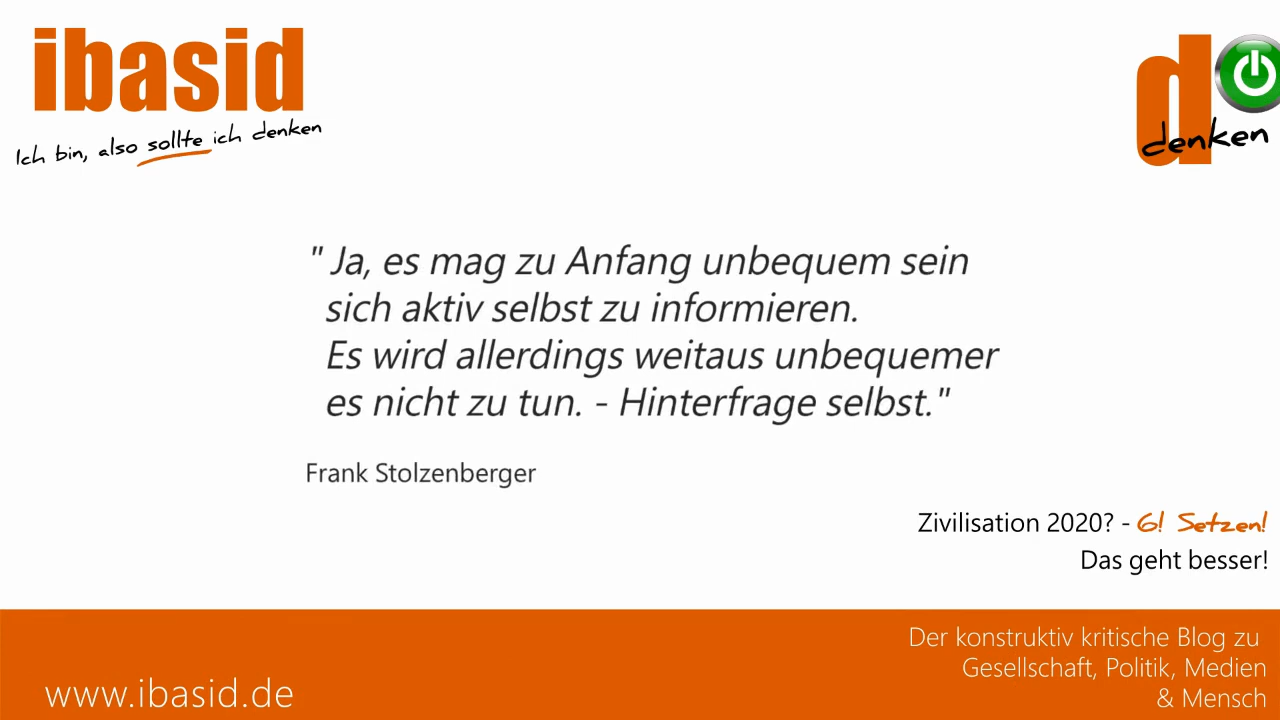 ibasid
Ich bin, also sollte ich denken
d
denken
" Ja, es mag zu Anfang unbequem sein
sich aktiv selbst zu informieren.
Es wird allerdings weitaus unbequemer
es nicht zu tun. - Hinterfrage selbst."
Frank Stolzenberger
Zivilisation 2020? - 6! Setzen!
Das geht besser!
Der konstruktiv kritische Blog zu
Gesellschaft, Politik, Medien
& Mensch
www.ibasid.de